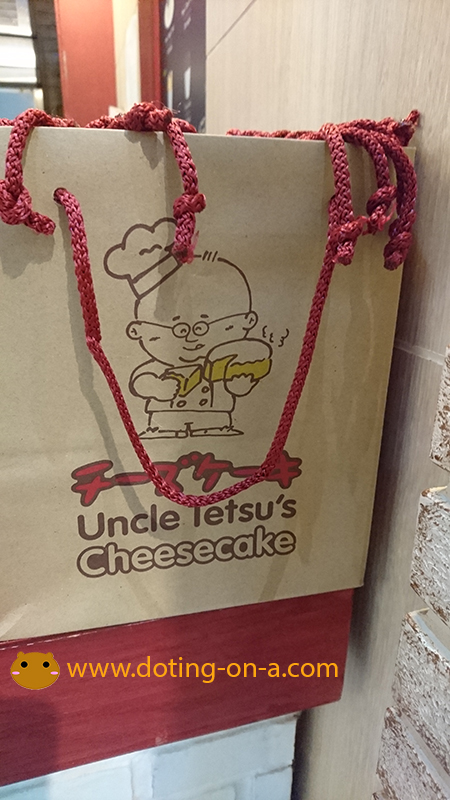 チーズケーキ
Uncle Tetsu's
Cheesecake
www.doting-on-a.com